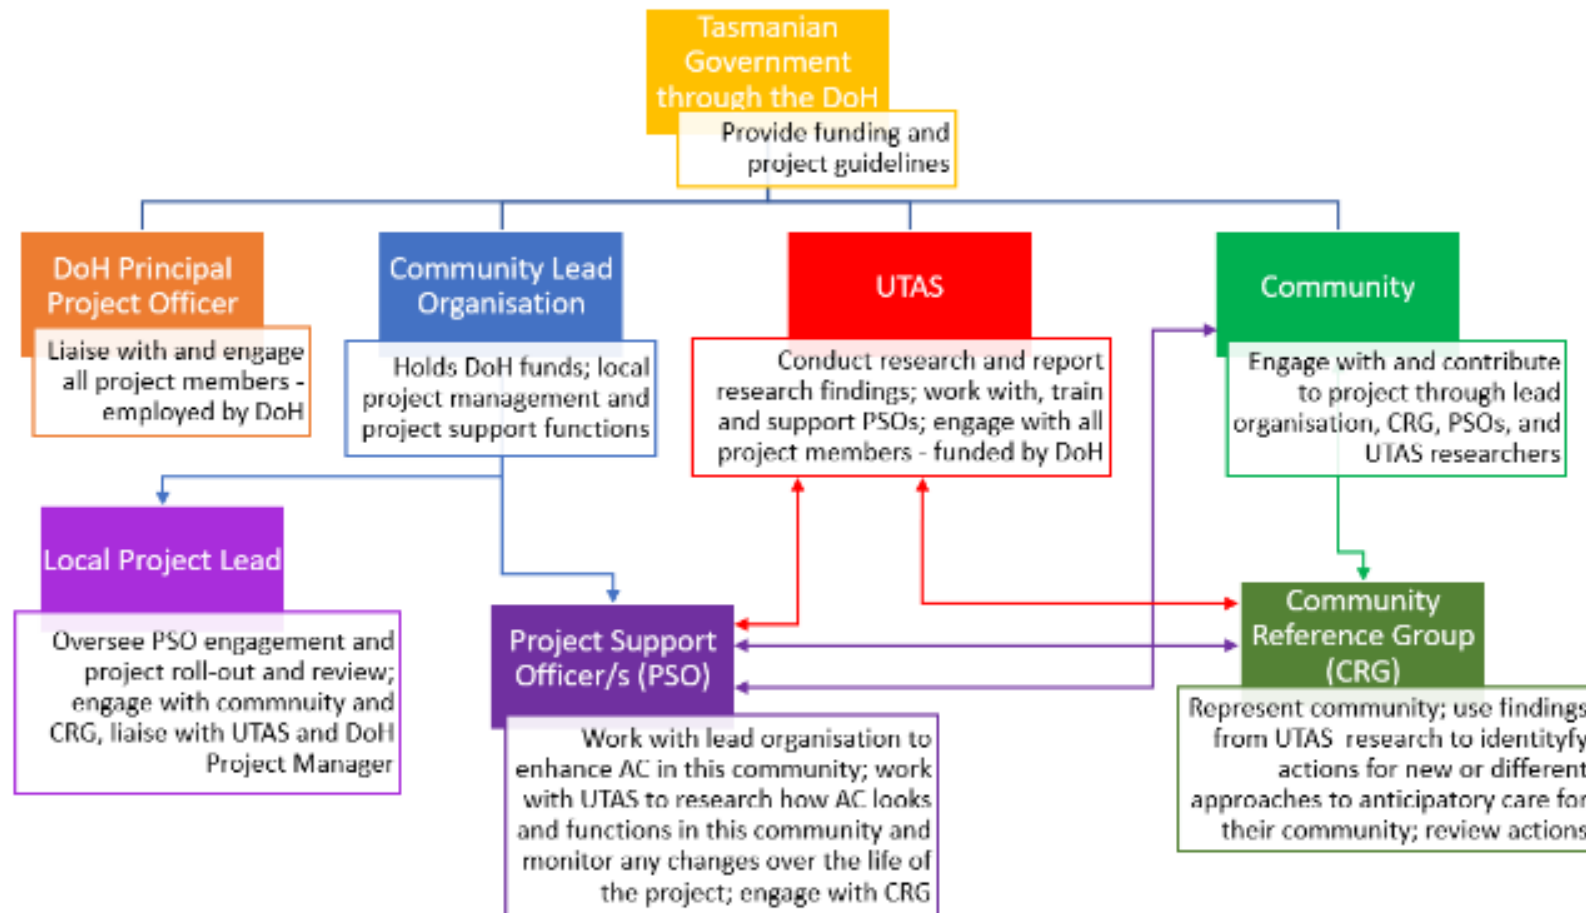 Tasmanian
Government
through the DoH
Provide funding and
project guidelines
DoH Principal
Project Officer
Liaise with and engage
all project members -
employed by DoH
Community Lead
Organisation
Holds DoH funds; local
project management and
project support functions
UTAS
Conduct research and report
research findings; work with, train
and support PSOs; engage with all
project members - funded by DoH
Community
Engage with and contribute
to project through lead
organisation, CRG, PSOs, and
UTAS researchers
Local Project Lead
Oversee PSO engagement and
project roll-out and review;
engage with commnuity and
CRG, liaise with UTAS and DoH
Project Manager
Project Support
Officer/s (PSO)
Work with lead organisation to
enhance AC in this community; work
with UTAS to research how AC looks
and functions in this community and
monitor any changes over the life of
the project; engage with CRG
Community
Reference Group
(CRG)
Represent community; use findings
from UTAS research to identityfy
actions for new or different
approaches to anticipatory care for
their community; review actions